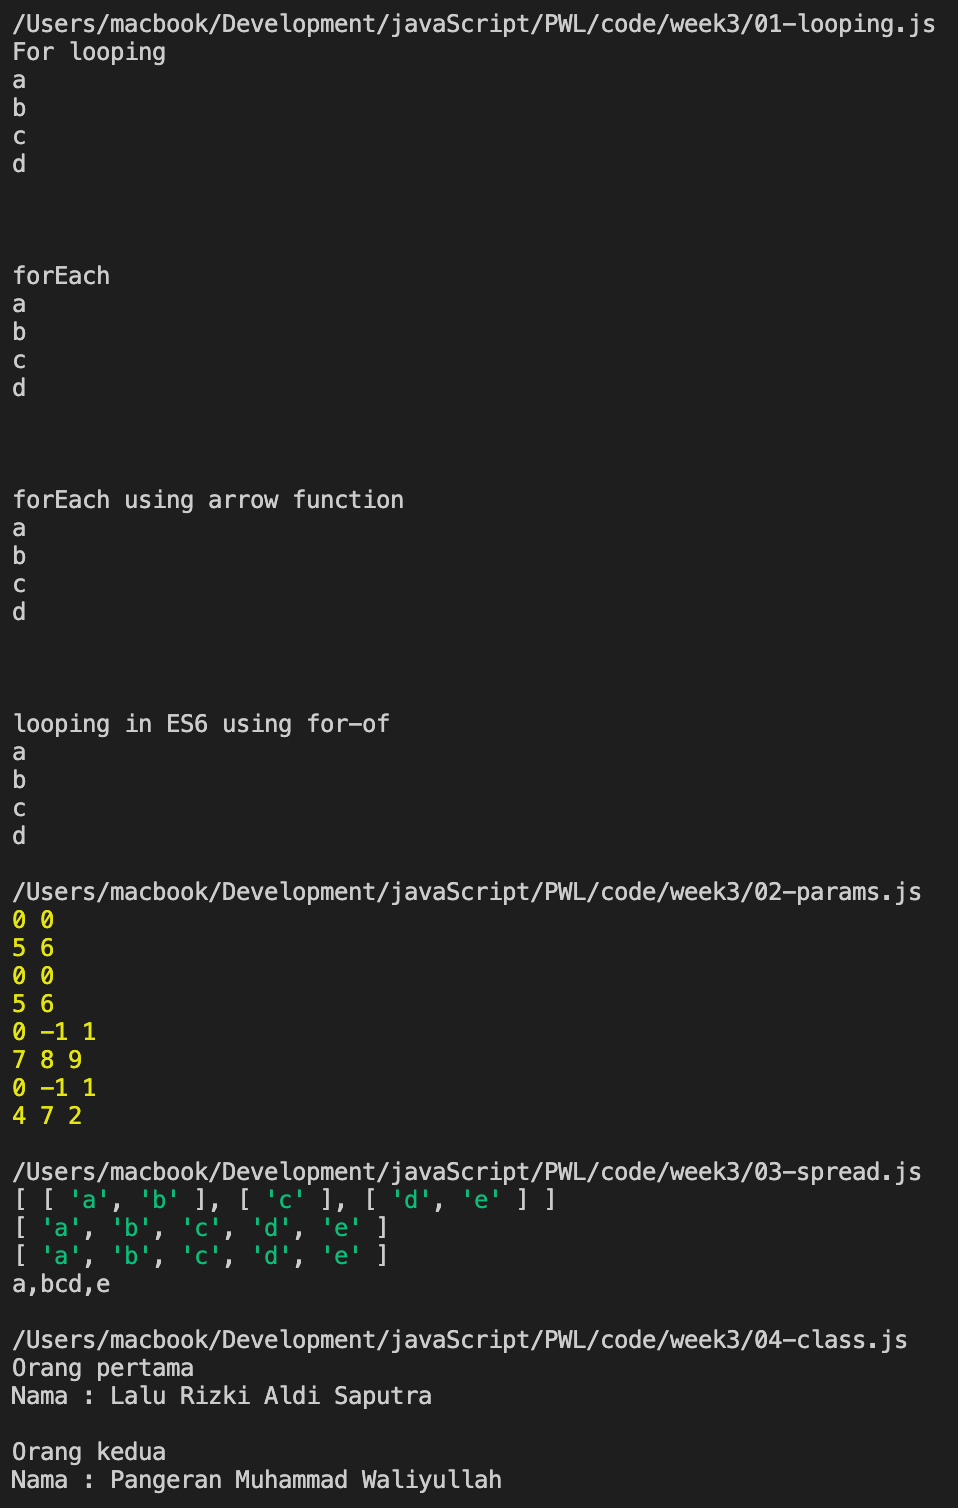 /Users/macbook/Development/javaScript/PWL/code/week3/01-looping.js
For looping
a
b
c
d
forEach
a
b
c
d
forEach using arrow function
a
b
c
d
looping in ES6 using for-of
a
b
c
d
/Users/macbook/Development/javaScript/PWL/code/week3/02-params.js
0 0
5 6
0 0
5 6
0 -1 1
7 8 9
0 -1 1
4 7 2
/Users/macbook/Development/javaScript/PWL/code/week3/03-spread.js
[ [ 'a', 'b' ], [ 'c' ], [ 'd', 'e' ] ]
[ 'a', 'b', 'c', 'd', 'e' ]
[ 'a', 'b', 'c', 'd', 'e' ]
a,bcd,e
/Users/macbook/Development/javaScript/PWL/code/week3/04-class.js
Orang pertama
Nama : Lalu Rizki Aldi Saputra
Orang kedua
Nama : Pangeran Muhammad Waliyullah